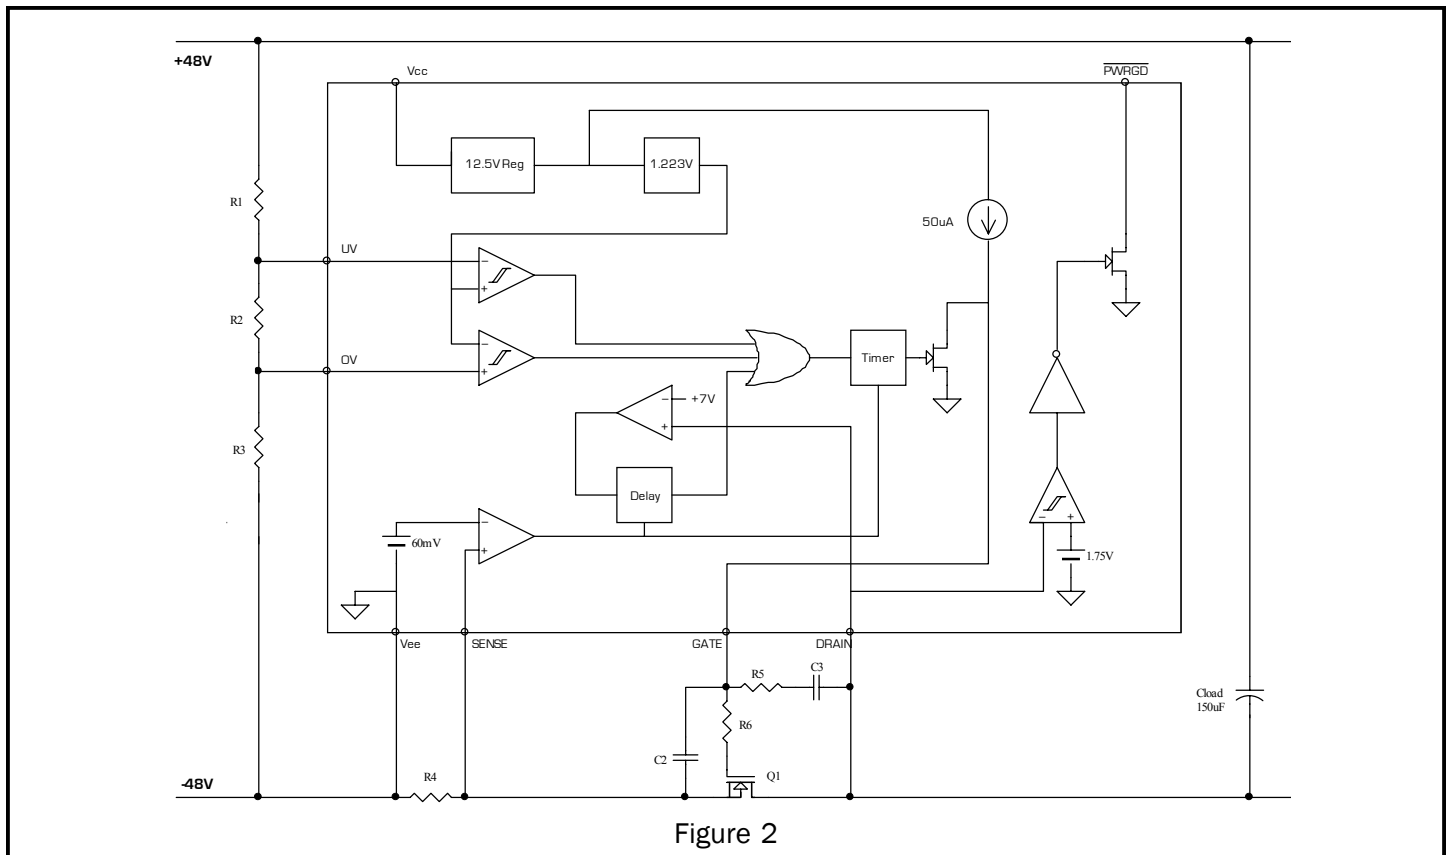 +48V
Vcc
PWRGD
12.5V Reg
1.223V
R1
50uA
UV
−
+
R2
OV
−
+
Timer
− +7V
+
R3
Delay
−
60mV
+
− +
1.75V
Vee
SENSE
GATE
DRAIN
R5
C3
R6
Cload
150uF
C2
-48V
R4
Q1
Figure 2